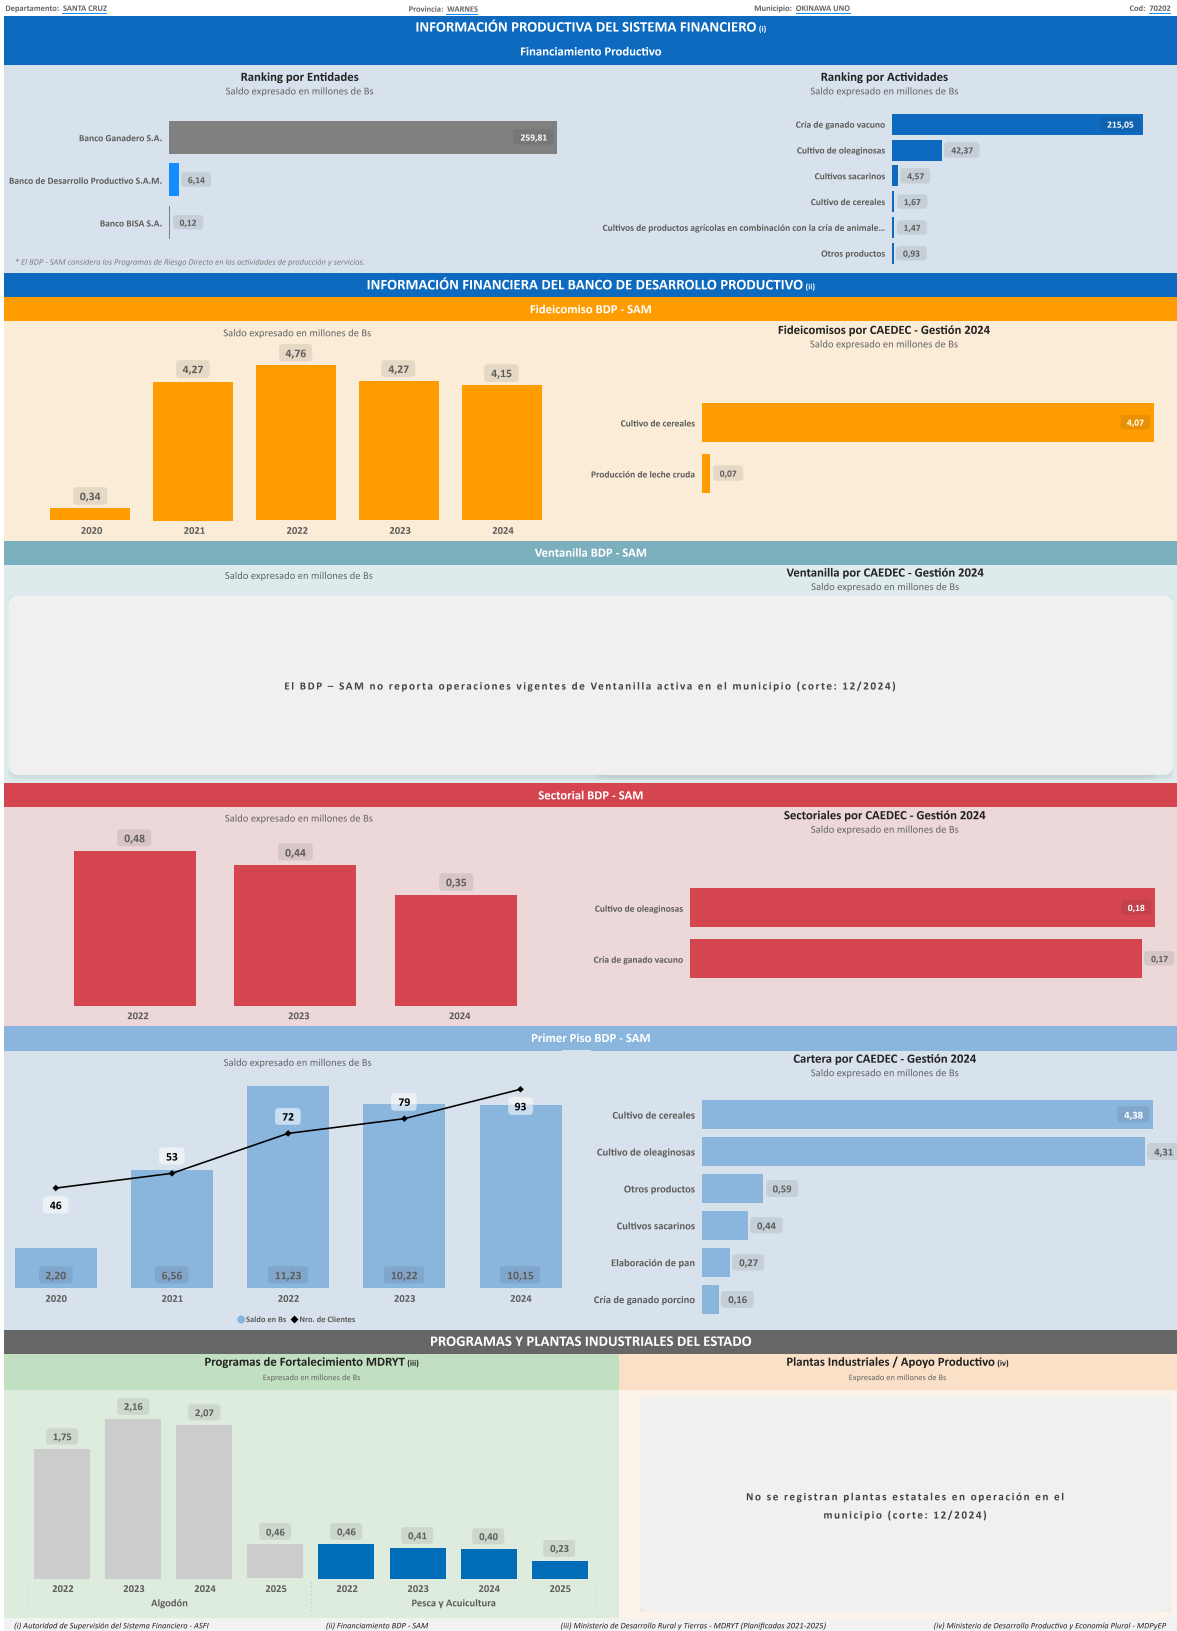 Departamento: SANTA CRUZ Provincia: WARNES Municipio: OKINAWA UNO Cod: 70202
INFORMACIÓN PRODUCTIVA DEL SISTEMA FINANCIERO (i)
Financiamiento Productivo
Ranking por Entidades
Saldo expresado en millones de Bs
Banco Ganadero S.A. 259,81
Banco de Desarrollo Productivo S.A.M. 6,14
Banco BISA S.A. 0,12
* El BDP - SAM considera los Programas de Riesgo Directo en las actividades de producción y servicios.
Ranking por Actividades
Saldo expresado en millones de Bs
Cría de ganado vacuno 215,05
Cultivo de oleaginosas 42,37
Cultivos sacarinos 4,57
Cultivo de cereales 1,67
Cultivos de productos agrícolas en combinación con la cría de animale... 1,47
Otros productos 0,93
INFORMACIÓN FINANCIERA DEL BANCO DE DESARROLLO PRODUCTIVO (ii)
Fideicomiso BDP - SAM
Saldo expresado en millones de Bs
0,34 4,27 4,76 4,27 4,15
2020 2021 2022 2023 2024
Fideicomisos por CAEDEC - Gestión 2024
Saldo expresado en millones de Bs
Cultivo de cereales 4,07
Producción de leche cruda 0,07
Ventanilla BDP - SAM
Saldo expresado en millones de Bs
Ventanilla por CAEDEC - Gestión 2024
Saldo expresado en millones de Bs
El BDP – SAM no reporta operaciones vigentes de Ventanilla activa en el municipio (corte: 12/2024)
Sectorial BDP - SAM
Saldo expresado en millones de Bs
0,48 0,44 0,35
2022 2023 2024
Sectoriales por CAEDEC - Gestión 2024
Saldo expresado en millones de Bs
Cultivo de oleaginosas 0,18
Cría de ganado vacuno 0,17
Primer Piso BDP - SAM
Saldo expresado en millones de Bs
46 53 72 79 93
2,20 6,56 11,23 10,22 10,15
2020 2021 2022 2023 2024
Saldo en Bs Nro. de Clientes
Cartera por CAEDEC - Gestión 2024
Saldo expresado en millones de Bs
Cultivo de cereales 4,38
Cultivo de oleaginosas 4,31
Otros productos 0,59
Cultivos sacarinos 0,44
Elaboración de pan 0,27
Cría de ganado porcino 0,16
PROGRAMAS Y PLANTAS INDUSTRIALES DEL ESTADO
Programas de Fortalecimiento MDRYT (iii)
Expresado en millones de Bs
1,75 2,16 2,07 0,46 0,46 0,41 0,40 0,23
2022 2023 2024 2025 2022 2023 2024 2025
Algodón Pesca y Acuicultura
Plantas Industriales / Apoyo Productivo (iv)
Expresado en millones de Bs
No se registran plantas estatales en operación en el
municipio (corte: 12/2024)
(i) Autoridad de Supervisión del Sistema Financiero - ASFI (ii) Financiamiento BDP - SAM (iii) Ministerio de Desarrollo Rural y Tierras - MDRYT (Planificadas 2021-2025) (iv) Ministerio de Desarrollo Productivo y Economía Plural - MDPyEP